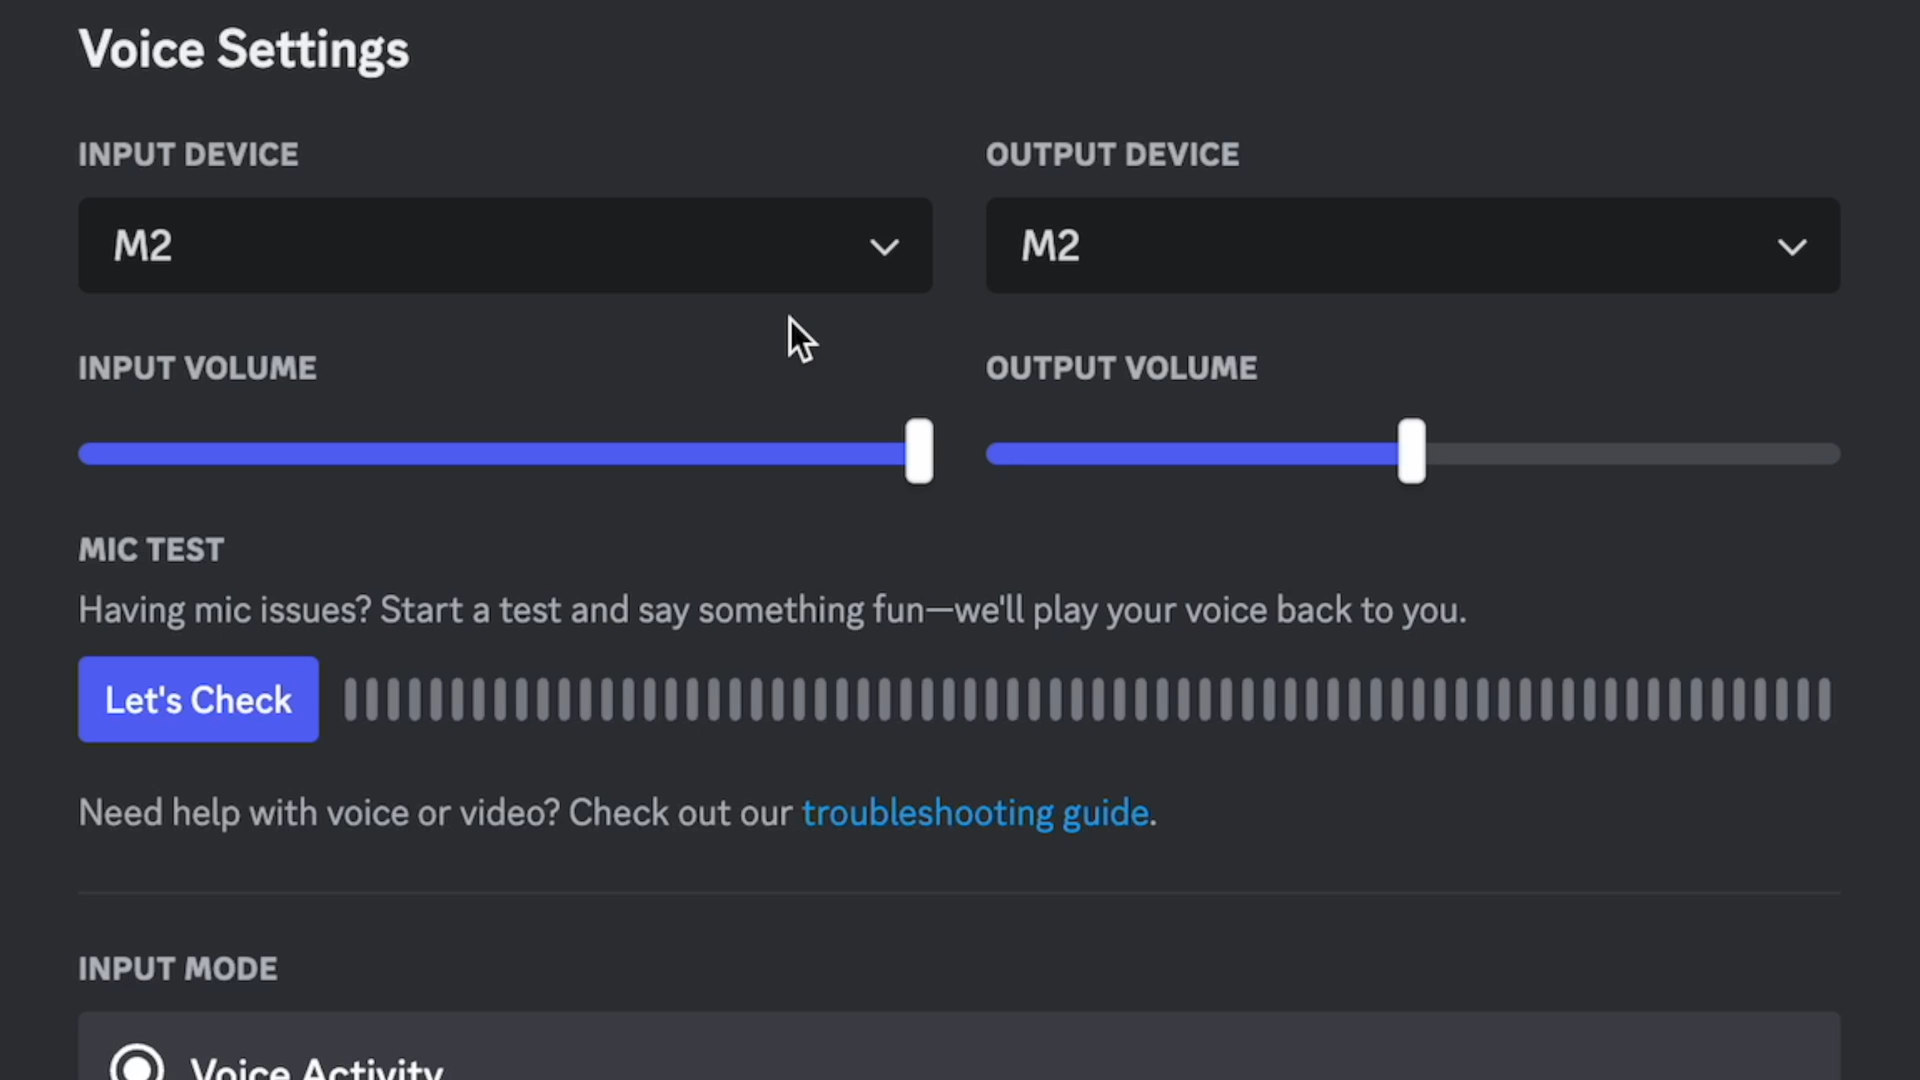 Voice Settings
INPUT DEVICE
OUTPUT DEVICE
M2
M2
INPUT VOLUME
OUTPUT VOLUME
MIC TEST
Having mic issues? Start a test and say something fun—we'll play your voice back to you.
Let's Check
Need help with voice or video? Check out our troubleshooting guide.
INPUT MODE
Voice Activity